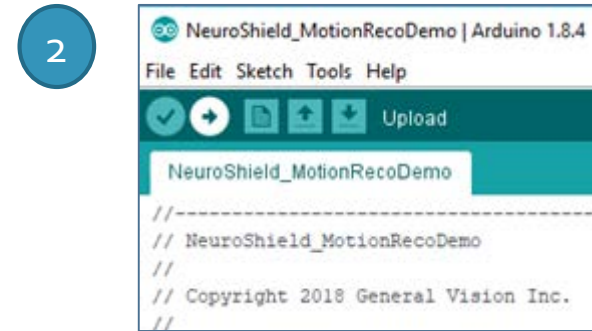 2
NeuroShield_MotionRecoDemo | Arduino 1.8.4
File Edit Sketch Tools Help
Upload
NeuroShield_MotionRecoDemo
//---------------------------------------
// NeuroShield_MotionRecoDemo
//
// Copyright 2018 General Vision Inc.
//